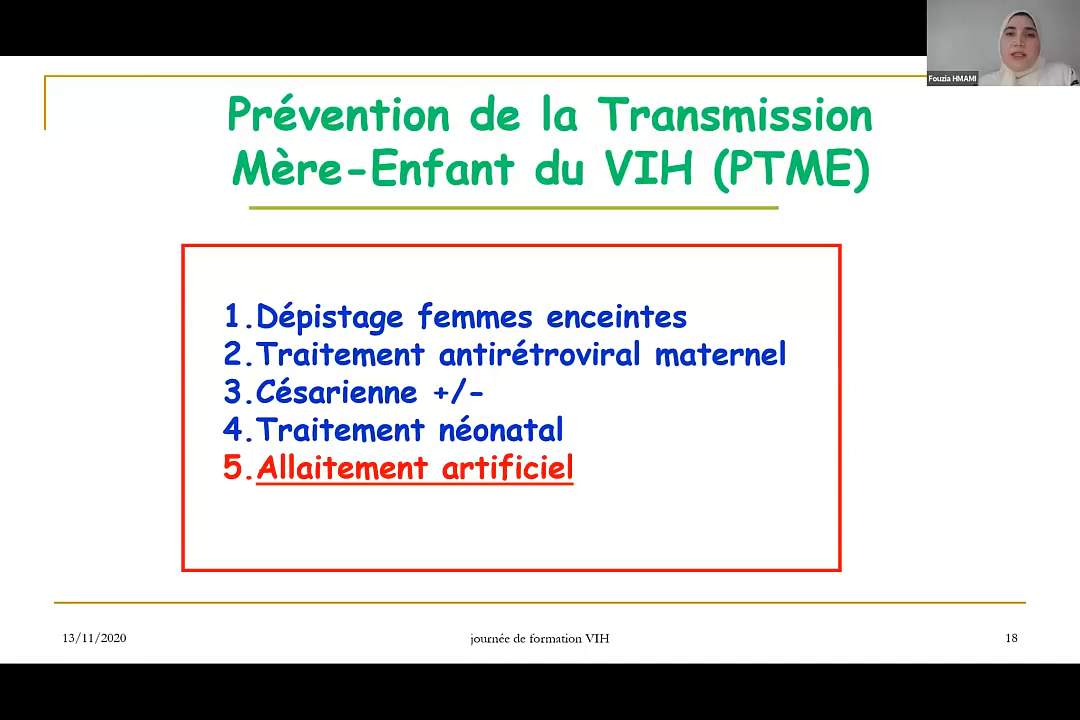 Fouzia HMAMI
Prévention de la Transmission
Mère-Enfant du VIH (PTME)
1.Dépistage femmes enceintes
2.Traitement antirétroviral maternel
3.Césarienne +/-
4.Traitement néonatal
5.Allaitement artificiel
13/11/2020
journée de formation VIH
18